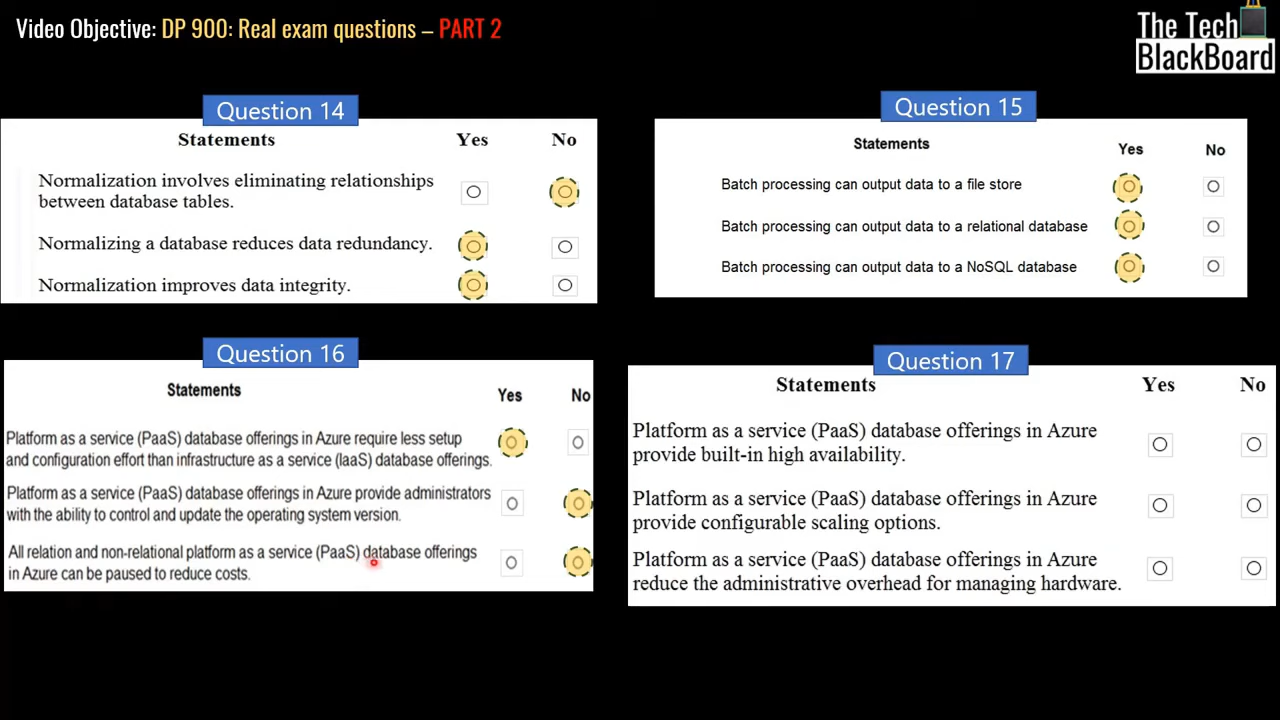 Video Objective: DP 900: Real exam questions – PART 2
The Tech
BlackBoard
Question 14
Statements Yes No
Normalization involves eliminating relationships
between database tables.
Normalizing a database reduces data redundancy.
Normalization improves data integrity.
Question 15
Statements Yes No
Batch processing can output data to a file store
Batch processing can output data to a relational database
Batch processing can output data to a NoSQL database
Question 16
Statements Yes No
Platform as a service (PaaS) database offerings in Azure require less setup
and configuration effort than infrastructure as a service (IaaS) database offerings.
Platform as a service (PaaS) database offerings in Azure provide administrators
with the ability to control and update the operating system version.
All relation and non-relational platform as a service (PaaS) database offerings
in Azure can be paused to reduce costs.
Question 17
Statements Yes No
Platform as a service (PaaS) database offerings in Azure
provide built-in high availability.
Platform as a service (PaaS) database offerings in Azure
provide configurable scaling options.
Platform as a service (PaaS) database offerings in Azure
reduce the administrative overhead for managing hardware.